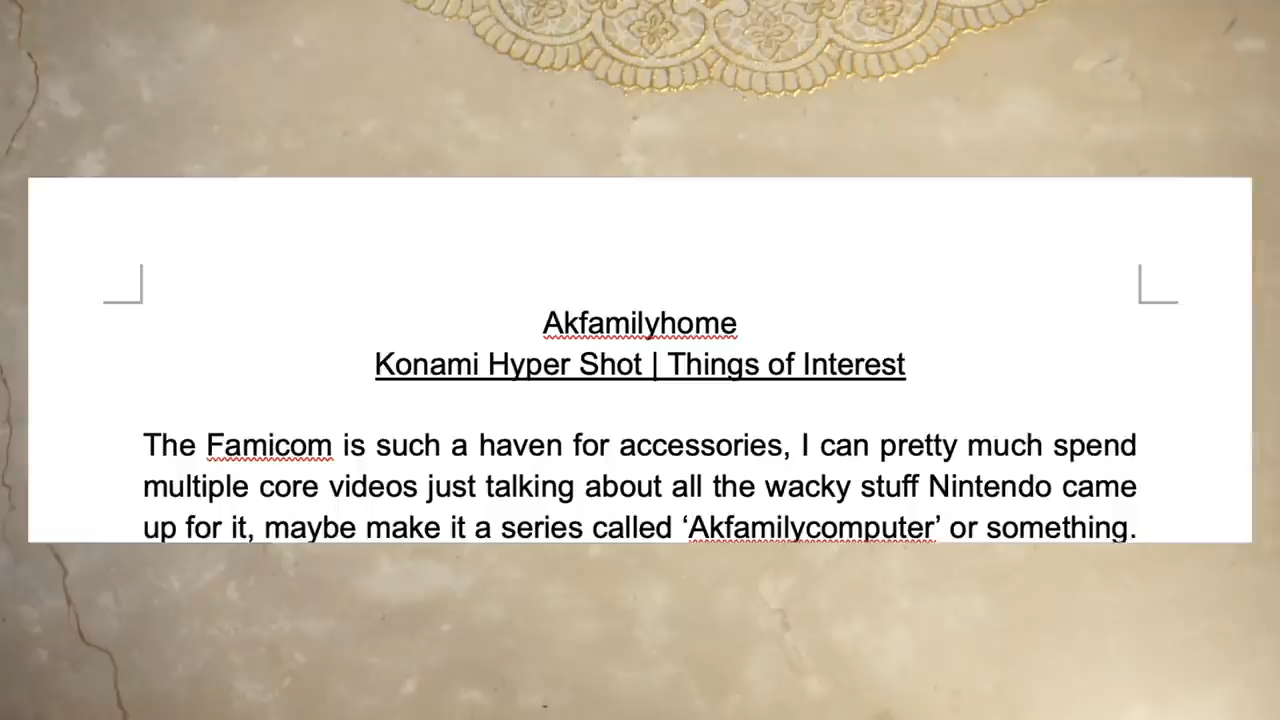 Akfamilyhome
Konami Hyper Shot | Things of Interest
The Famicom is such a haven for accessories, I can pretty much spend
multiple core videos just talking about all the wacky stuff Nintendo came
up for it, maybe make it a series called ‘Akfamilycomputer’ or something.